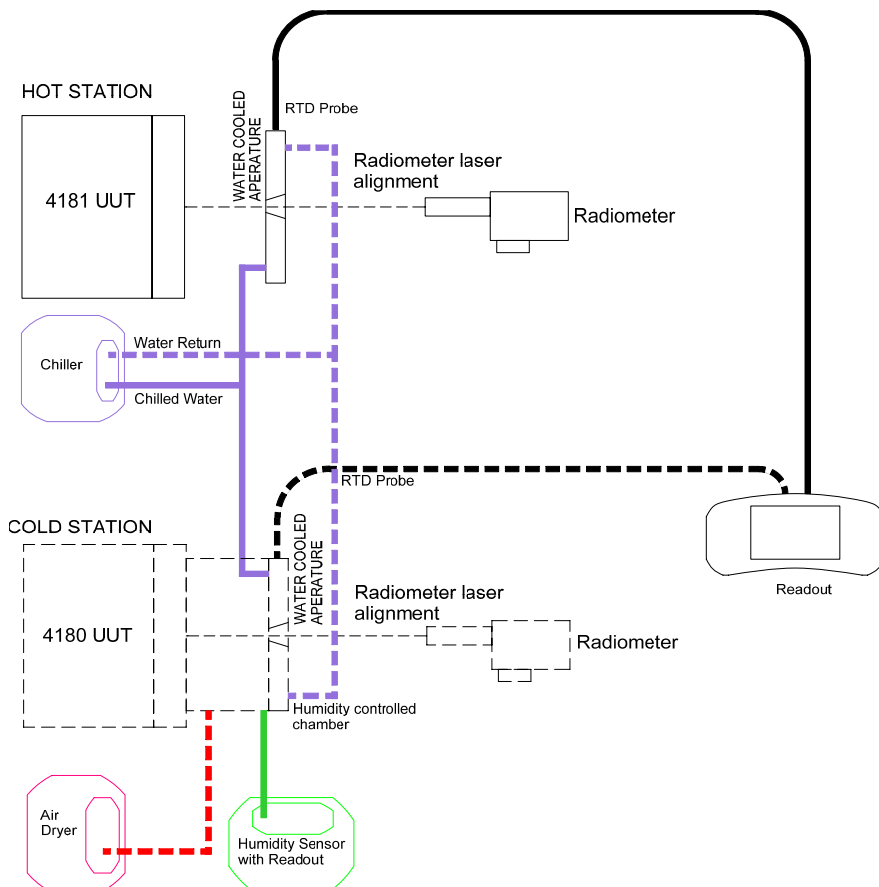 HOT STATION
RTD Probe
WATER COOLED
APERATURE
Radiometer laser
alignment
4181 UUT
Radiometer
Water Return
Chiller
Chilled Water
RTD Probe
COLD STATION
WATER COOLED
APERATURE
Readout
Radiometer laser
alignment
4180 UUT
Radiometer
Humidity controlled
chamber
Air
Dryer
Humidity Sensor
with Readout